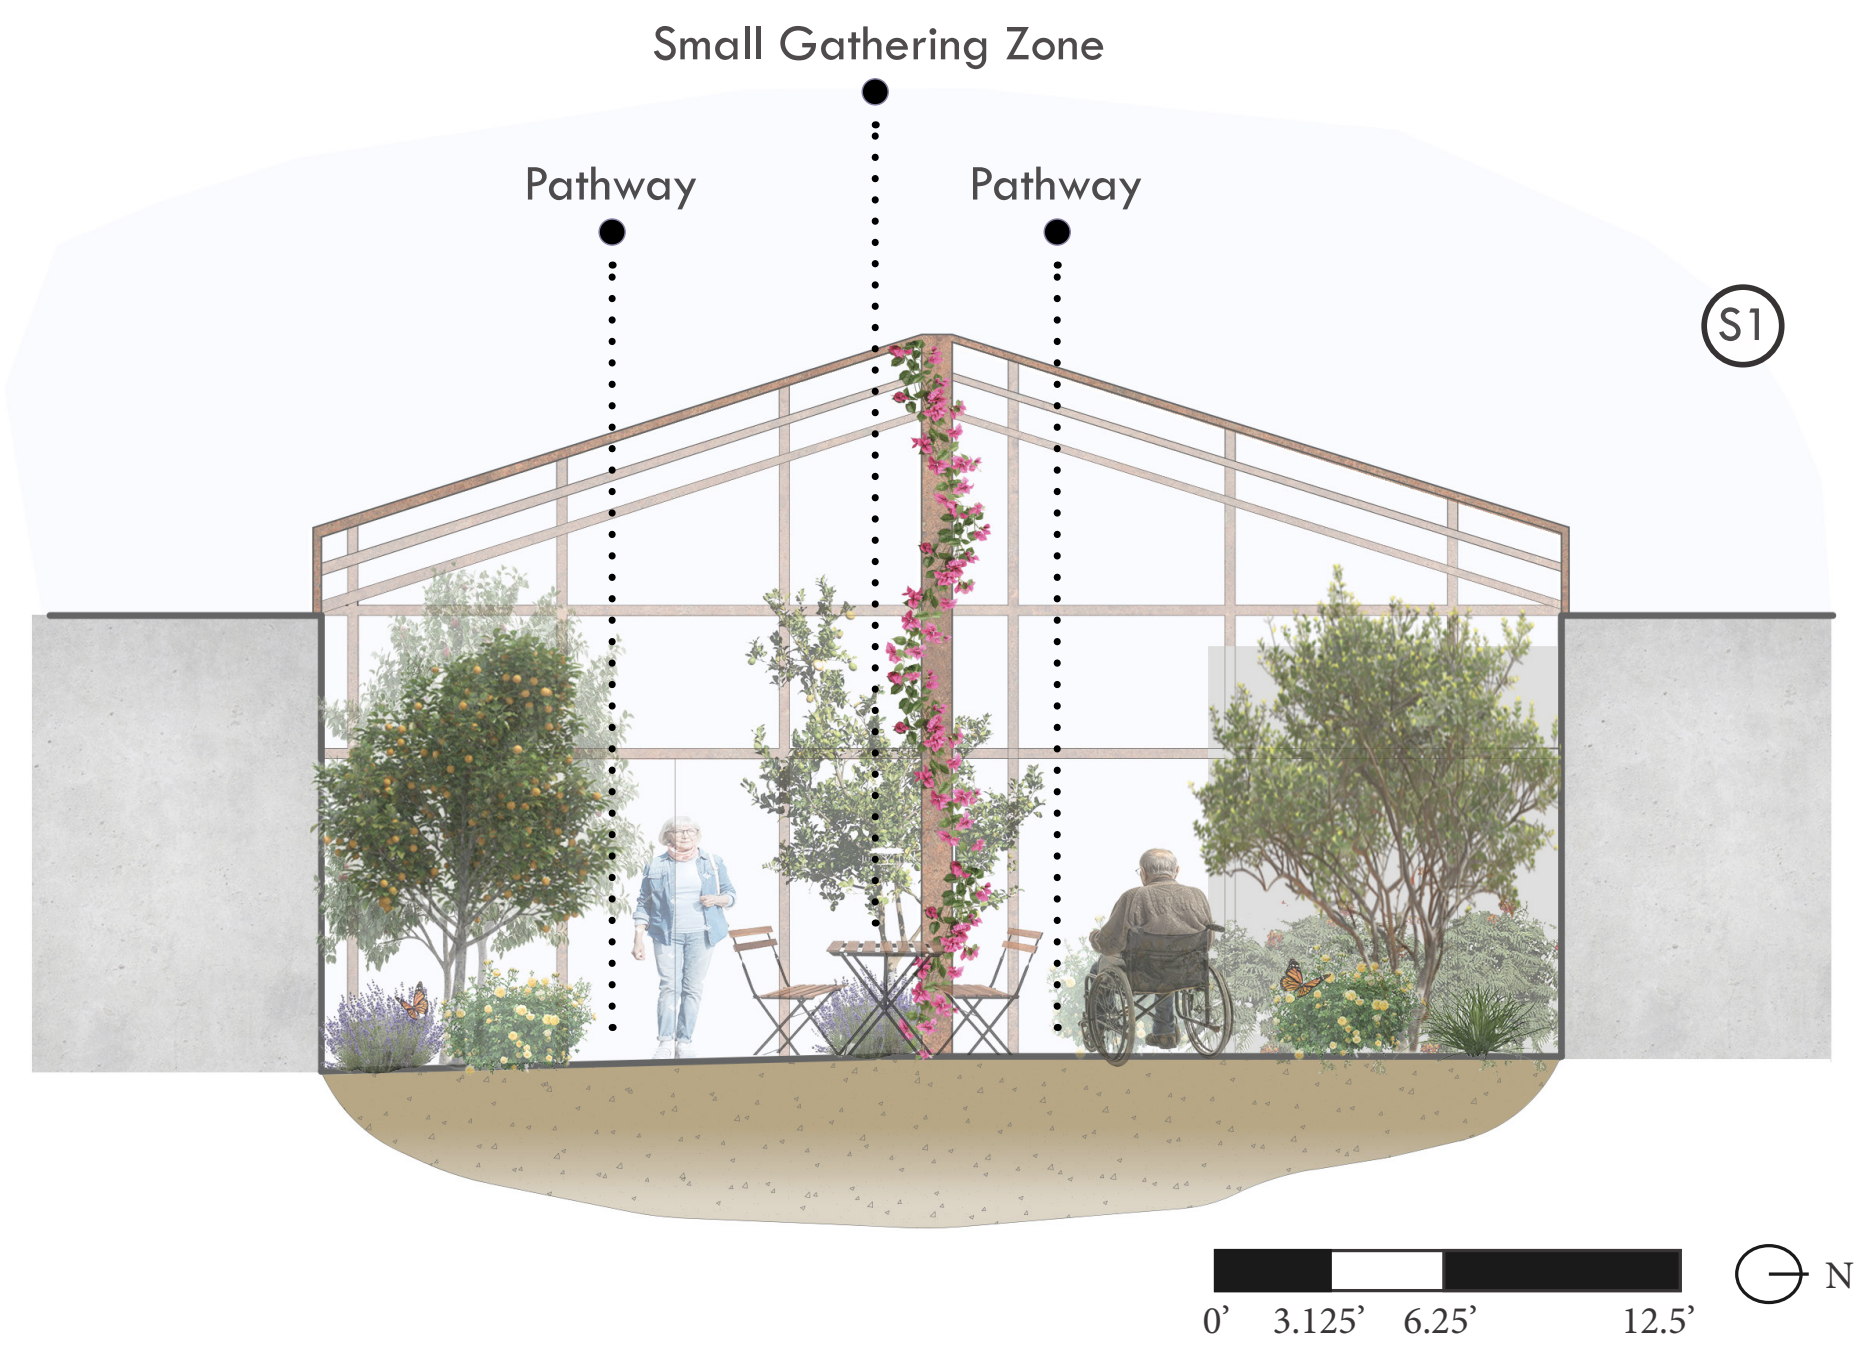 Small Gathering Zone
Pathway
Pathway
S1
0’ 3.125’ 6.25’ 12.5’
N